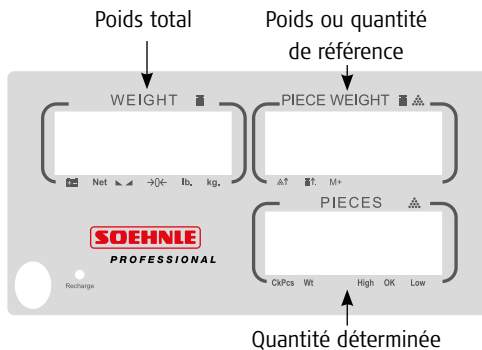 Poids total
Poids ou quantité
de référence
WEIGHT
PIECE WEIGHT
Net →0← lb. kg.
M+
PIECES
SOEHNLE
PROFESSIONAL
Recharge
CkPcs Wt High OK Low
Quantité déterminée